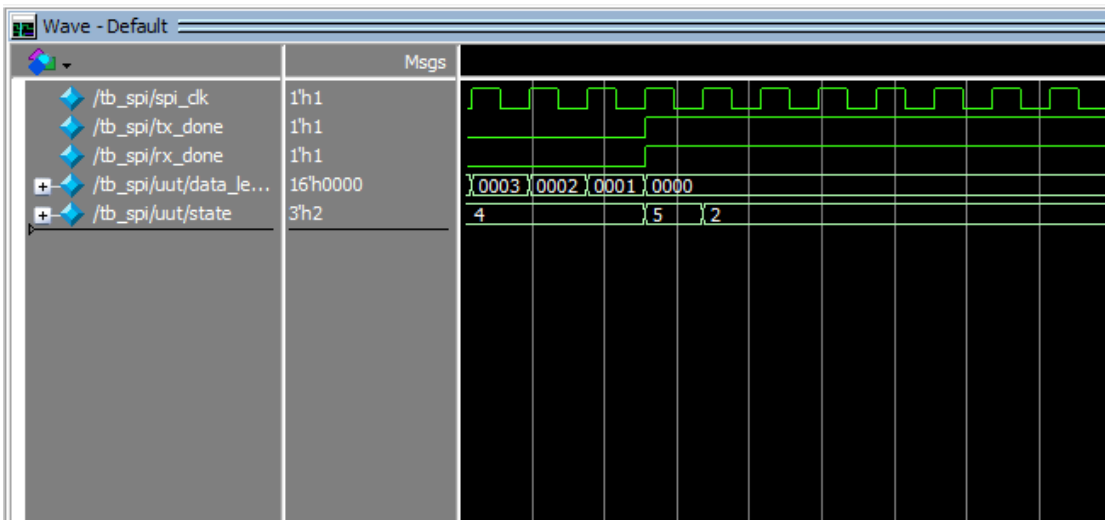 Wave - Default
Msgs
/tb_spi/spi_clk 1'h1
/tb_spi/tx_done 1'h1
/tb_spi/rx_done 1'h1
/tb_spi/uut/data_le... 16'h0000 0003 0002 0001 0000
/tb_spi/uut/state 3'h2 4 5 2